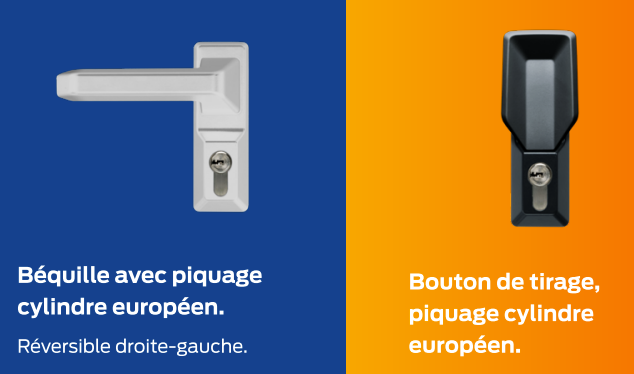 Béquille avec piquage
cylindre européen.
Réversible droite-gauche.
Bouton de tirage,
piquage cylindre
européen.